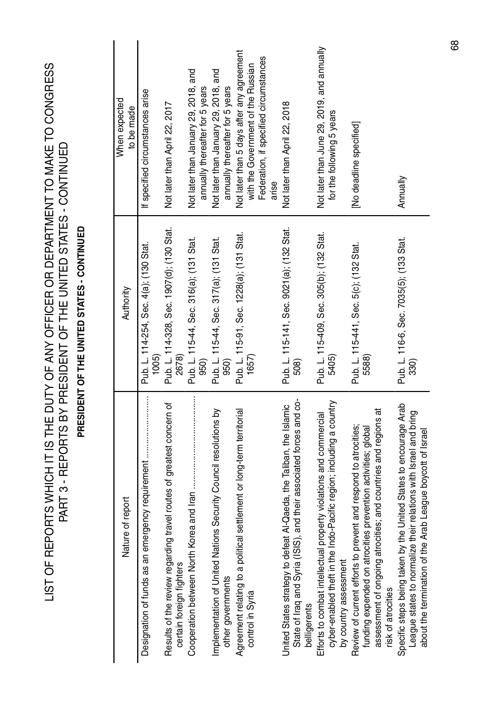 LIST OF REPORTS WHICH IT IS THE DUTY OF ANY OFFICER OR DEPARTMENT TO MAKE TO CONGRESS
PART 3 - REPORTS BY PRESIDENT OF THE UNITED STATES - CONTINUED
PRESIDENT OF THE UNITED STATES - CONTINUED
Nature of report
Authority
When expected
to be made
Designation of funds as an emergency requirement ........................
Pub. L. 114-254, Sec. 4(a); (130 Stat.
1005)
If specified circumstances arise
Results of the review regarding travel routes of greatest concern of
certain foreign fighters
Pub. L. 114-328, Sec. 1907(d); (130 Stat.
2678)
Not later than April 22, 2017
Cooperation between North Korea and Iran ....................................
Pub. L. 115-44, Sec. 316(a); (131 Stat.
950)
Not later than January 29, 2018, and
annually thereafter for 5 years
Implementation of United Nations Security Council resolutions by
other governments
Pub. L. 115-44, Sec. 317(a); (131 Stat.
950)
Not later than January 29, 2018, and
annually thereafter for 5 years
Agreement relating to a political settlement or long-term territorial
control in Syria
Pub. L. 115-91, Sec. 1228(a); (131 Stat.
1657)
Not later than 5 days after any agreement
with the Government of the Russian
Federation, if specified circumstances
arise
United States strategy to defeat Al-Qaeda, the Taliban, the Islamic
State of Iraq and Syria (ISIS), and their associated forces and co-
belligerents
Pub. L. 115-141, Sec. 9021(a); (132 Stat.
508)
Not later than April 22, 2018
Efforts to combat intellectual property violations and commercial
cyber-enabled theft in the Indo-Pacific region; including a country
by country assessment
Pub. L. 115-409, Sec. 305(b); (132 Stat.
5405)
Not later than June 29, 2019, and annually
for the following 5 years
Review of current efforts to prevent and respond to atrocities;
funding expended on atrocities prevention activities; global
assessment of ongoing atrocities; and countries and regions at
risk of atrocities
Pub. L. 115-441, Sec. 5(c); (132 Stat.
5588)
[No deadline specified]
Specific steps being taken by the United States to encourage Arab
League states to normalize their relations with Israel and bring
about the termination of the Arab League boycott of Israel
Pub. L. 116-6, Sec. 7035(5); (133 Stat.
330)
Annually
68